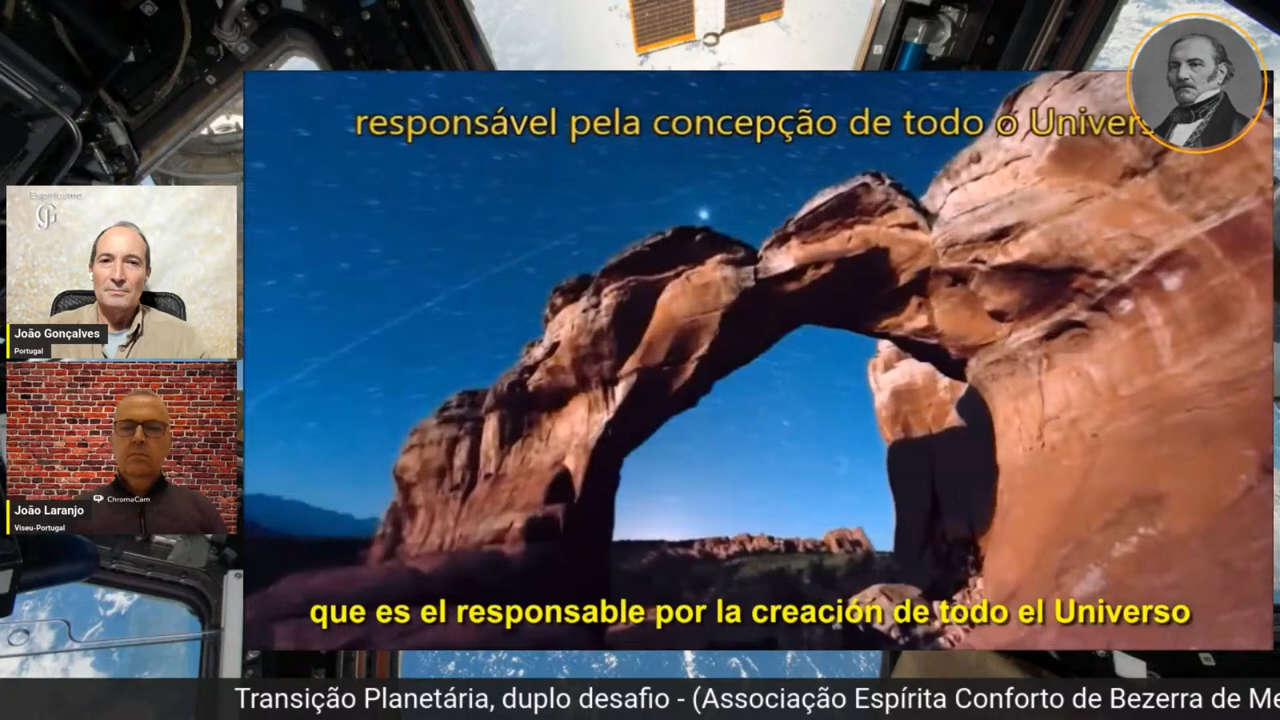 responsável pela concepção de todo o Univers
Espiritismo
João Gonçalves
Portugal
ChromaCam
João Laranjo
Viseu-Portugal
que es el responsable por la creación de todo el Universo
Transição Planetária, duplo desafio - (Associação Espírita Conforto de Bezerra de Me